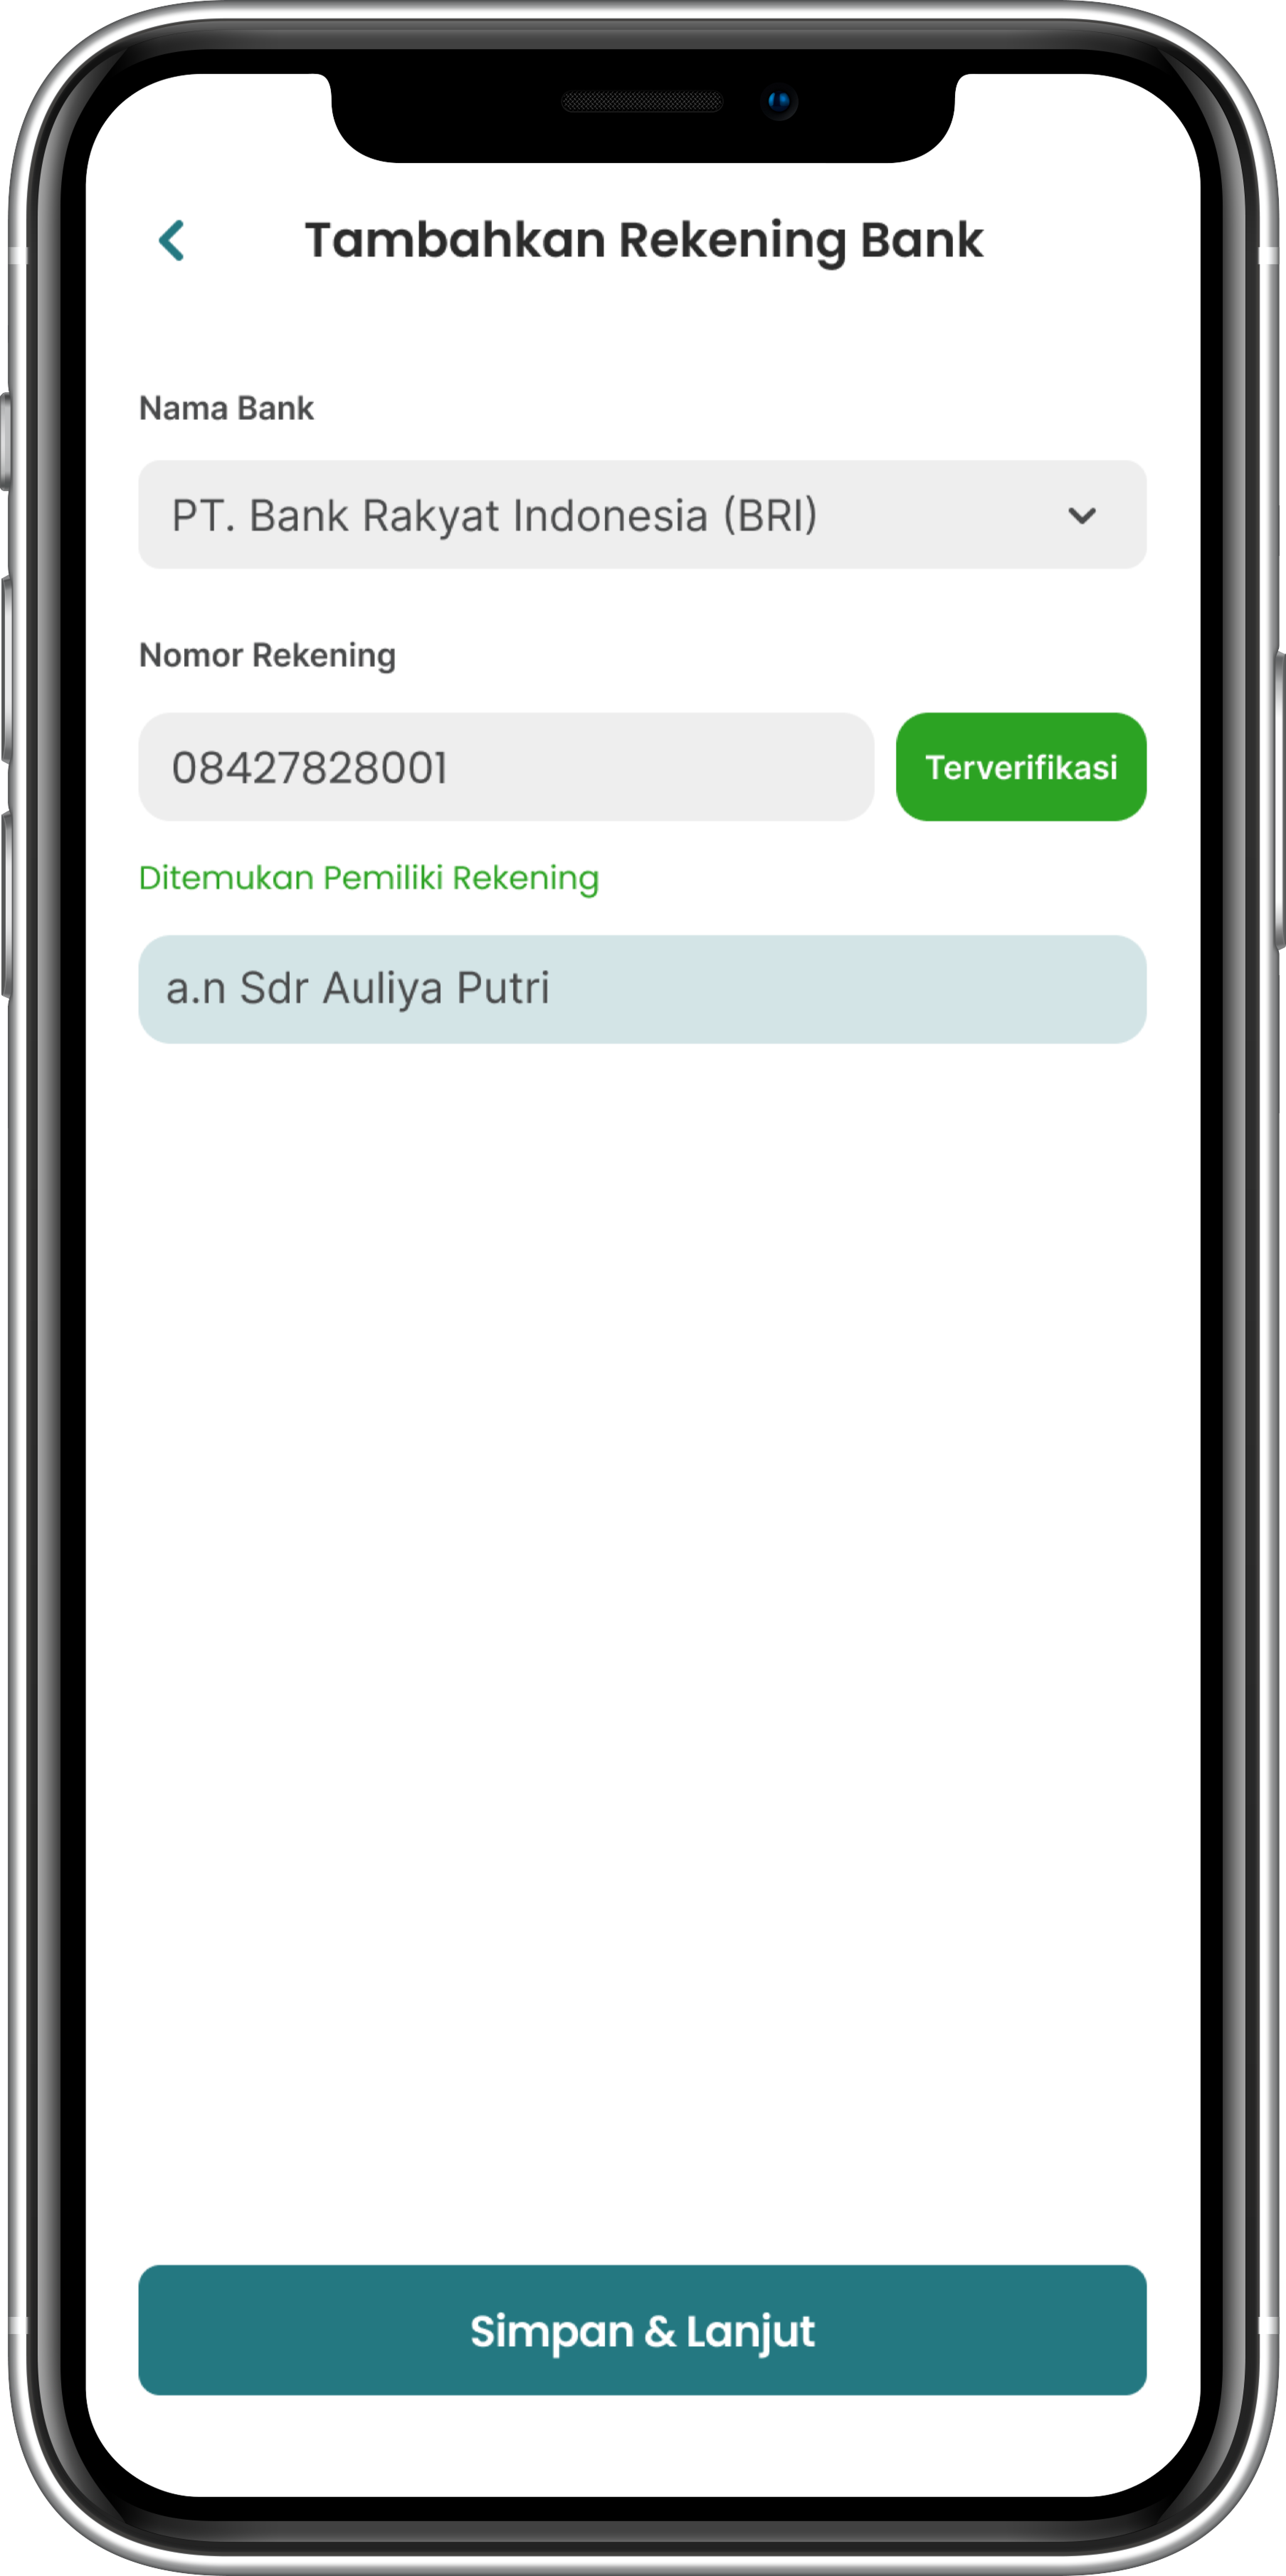 Tambahkan Rekening Bank
Nama Bank
PT. Bank Rakyat Indonesia (BRI)
Nomor Rekening
08427828001
Terverifikasi
Ditemukan Pemiliki Rekening
a.n Sdr Auliya Putri
Simpan & Lanjut